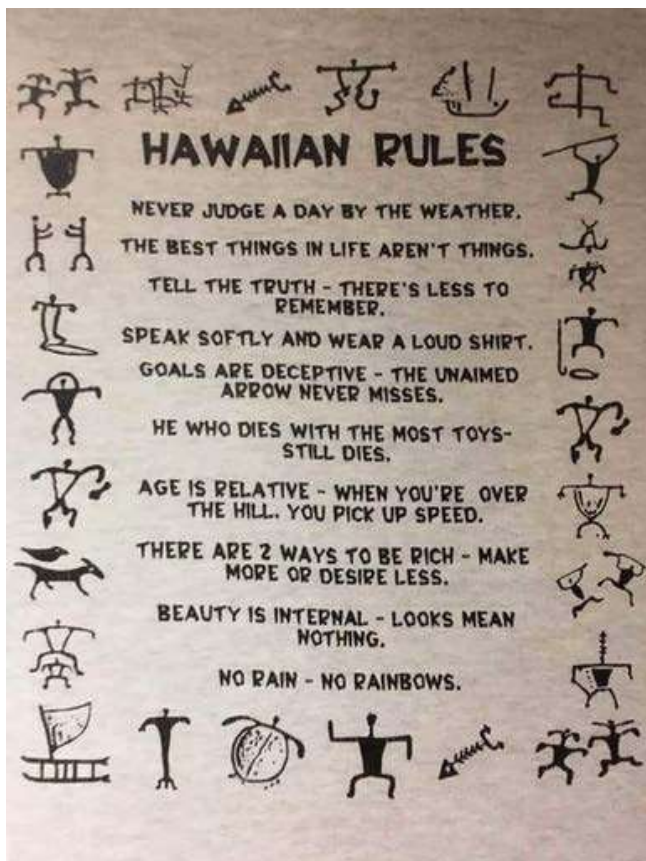 HAWAIIAN RULES
NEVER JUDGE A DAY BY THE WEATHER.
THE BEST THINGS IN LIFE AREN'T THINGS.
TELL THE TRUTH - THERE'S LESS TO
REMEMBER.
SPEAK SOFTLY AND WEAR A LOUD SHIRT.
GOALS ARE DECEPTIVE - THE UNAIMED
ARROW NEVER MISSES.
HE WHO DIES WITH THE MOST TOYS-
STILL DIES.
AGE IS RELATIVE - WHEN YOU'RE OVER
THE HILL. YOU PICK UP SPEED.
THERE ARE 2 WAYS TO BE RICH - MAKE
MORE OR DESIRE LESS.
BEAUTY IS INTERNAL - LOOKS MEAN
NOTHING.
NO RAIN - NO RAINBOWS.